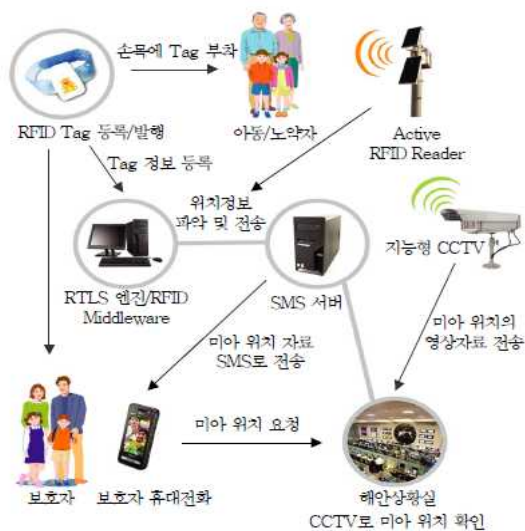 손목에 Tag 부착
RFID Tag 등록/발행
아동/노약자
Active
RFID Reader
Tag 정보 등록
위치정보
파악 및 전송
지능형 CCTV
RTLS 엔진/RFID
Middleware
SMS 서버
미아 위치 자료
SMS로 전송
미아 위치의
영상자료 전송
미아 위치 요청
보호자
보호자 휴대전화
해안상황실
CCTV로 미아 위치 확인